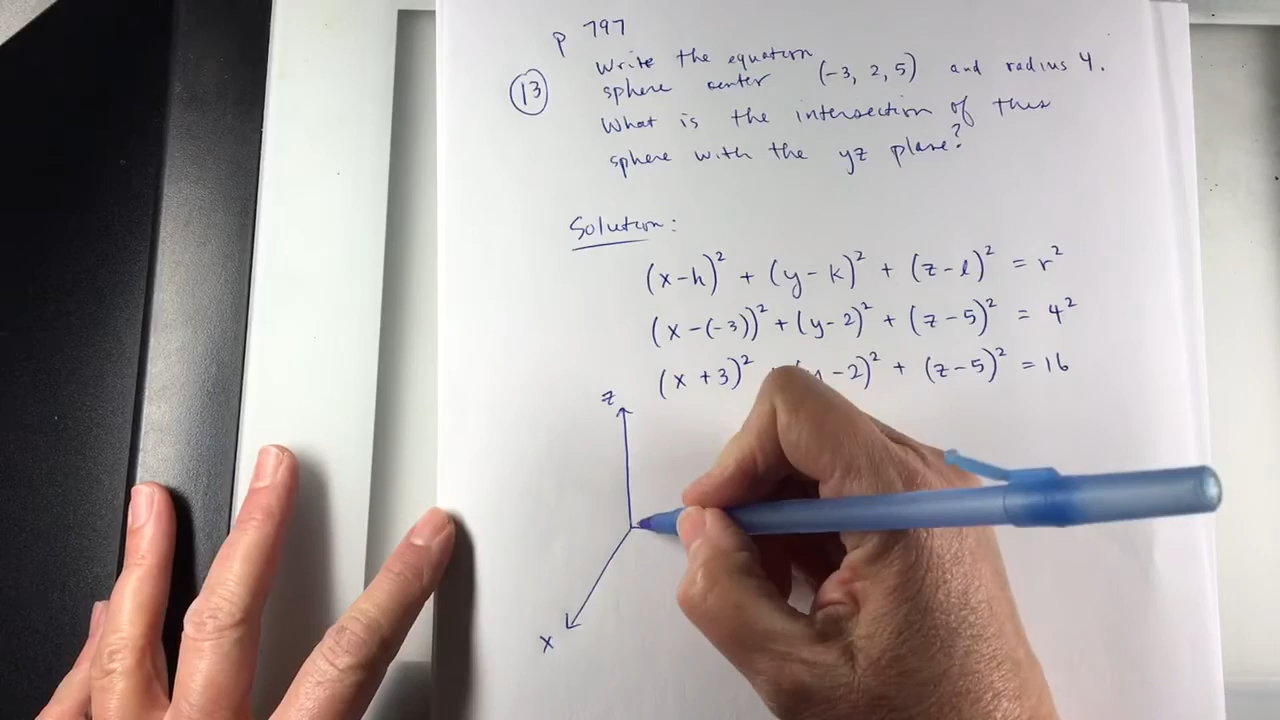 p 797
13 Write the equation
sphere center (-3, 2, 5) and radius 4.
What is the intersection of this
sphere with the yz plane?
Solution:
(x-h)² + (y-k)² + (z-l)² = r²
(x-(-3))² + (y-2)² + (z-5)² = 4²
(x+3)² -2)² + (z-5)² = 16
z
x